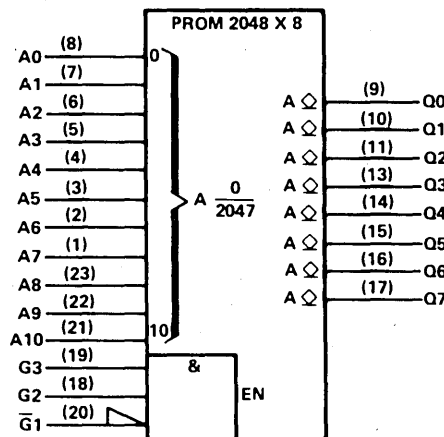 PROM 2048 X 8
A0 (8) 0
A1 (7)
A2 (6) A ◇ (9) Q0
A3 (5) A ◇ (10) Q1
A4 (4) A ◇ (11) Q2
A5 (3) A 0/2047 A ◇ (13) Q3
A6 (2) A ◇ (14) Q4
A7 (1) A ◇ (15) Q5
A8 (23) A ◇ (16) Q6
A9 (22) A ◇ (17) Q7
A10 (21) 10
G3 (19) &
G2 (18) EN
G̅1 (20)